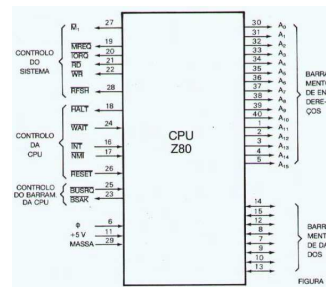 CONTROLO
DO
SISTEMA
M₁ 27
MREQ 19
IORQ 20
RD 21
WR 22
RFSH 28
CONTROLO
DA
CPU
HALT 18
WAIT 24
INT 16
NMI 17
RESET 26
CONTROLO
DO BARRAM.
DA CPU
BUSRQ 25
BSAK 23
Φ 6
+5 V 11
MASSA 29
CPU
Z80
30 A₀
31 A₁
32 A₂
33 A₃
34 A₄
35 A₅
36 A₆
37 A₇
38 A₈
39 A₉
40 A₁₀
1 A₁₁
2 A₁₂
3 A₁₃
4 A₁₄
5 A₁₅
BARRA
MENTO
DE EN
DERE-
ÇOS
14
15
12
8
7
9
10
13
BARR
MENT
DE DA
DOS
FIGURA